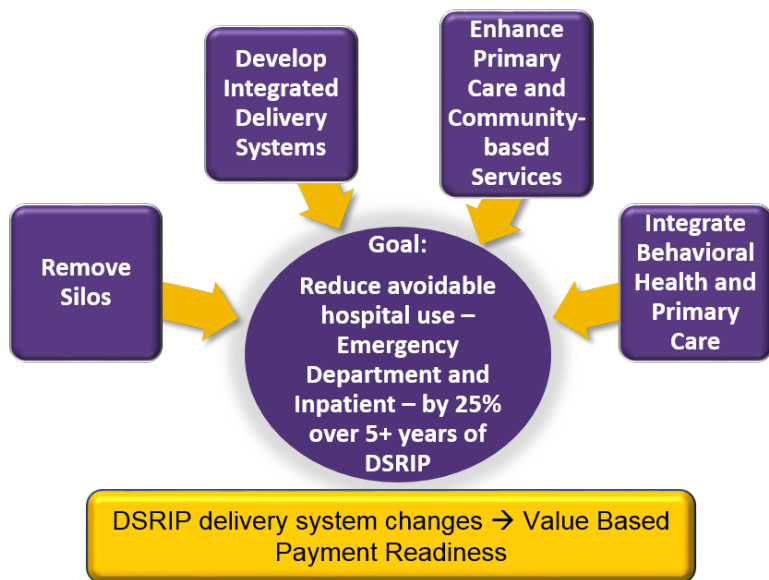 Remove
Silos
Develop
Integrated
Delivery
Systems
Enhance
Primary
Care and
Community-
based
Services
Integrate
Behavioral
Health and
Primary
Care
Goal:
Reduce avoidable
hospital use –
Emergency
Department and
Inpatient – by 25%
over 5+ years of
DSRIP
DSRIP delivery system changes → Value Based
Payment Readiness